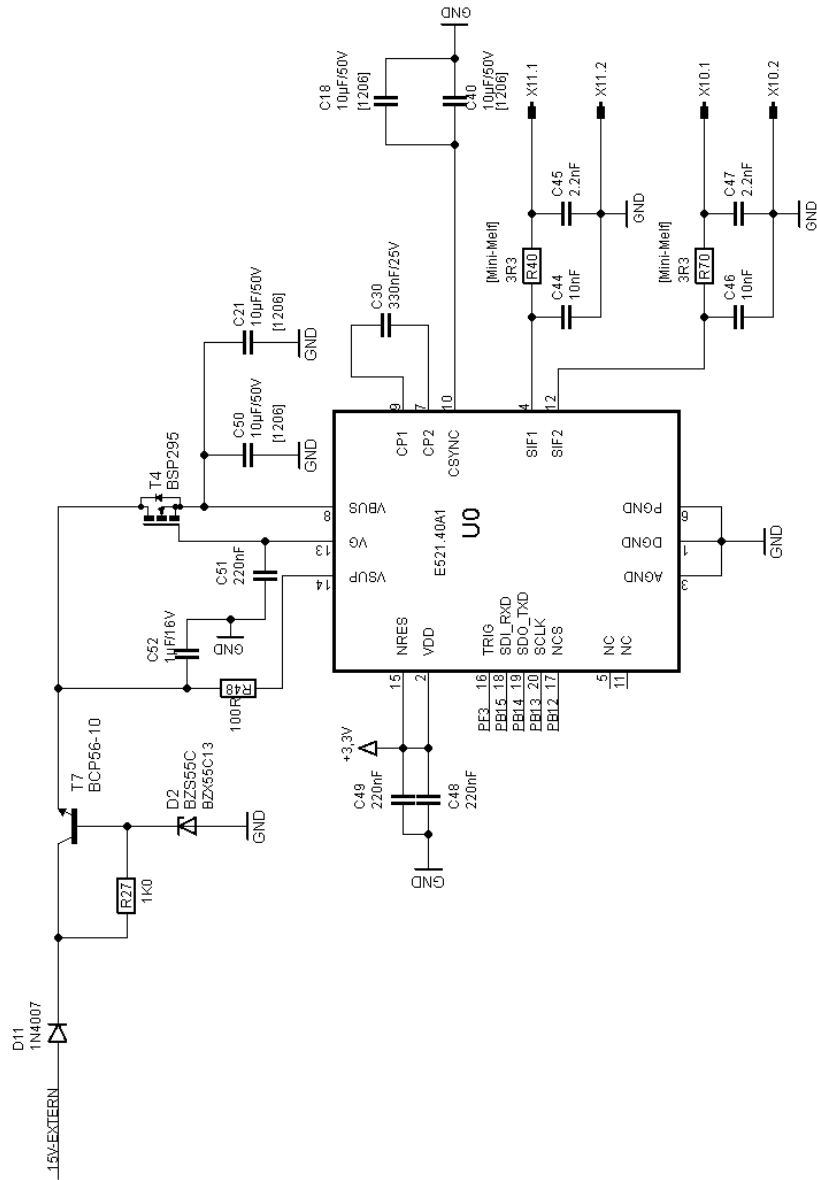 15V-EXTERN
D11
1N4007
R27
1K0
T7
BCP56-10
D2
BZS55C
BZX55C13
GND
C52
1µF/16V
R48
100R
GND
C51
220nF
T4
BSP295
C50
10µF/50V
[1206]
GND
C21
10µF/50V
[1206]
GND
C30
330nF/25V
C18
10µF/50V
[1206]
C40
10µF/50V
[1206]
GND
+3,3V
C49
220nF
C48
220nF
GND
U0
E521.40A1
14
VSUP
13
VG
8
VBUS
15
NRES
2
VDD
PF3
16
TRIG
PB15
18
SDI_RXD
PB14
19
SDO_TXD
PB13
20
SCLK
PB12
17
NCS
5
NC
11
NC
9
CP1
7
CP2
10
CSYNC
4
SIF1
12
SIF2
3
AGND
1
DGND
6
PGND
GND
[Mini-Melf]
3R3
R40
C44
10nF
C45
2.2nF
GND
X11.1
X11.2
[Mini-Melf]
3R3
R70
C46
10nF
C47
2.2nF
GND
X10.1
X10.2